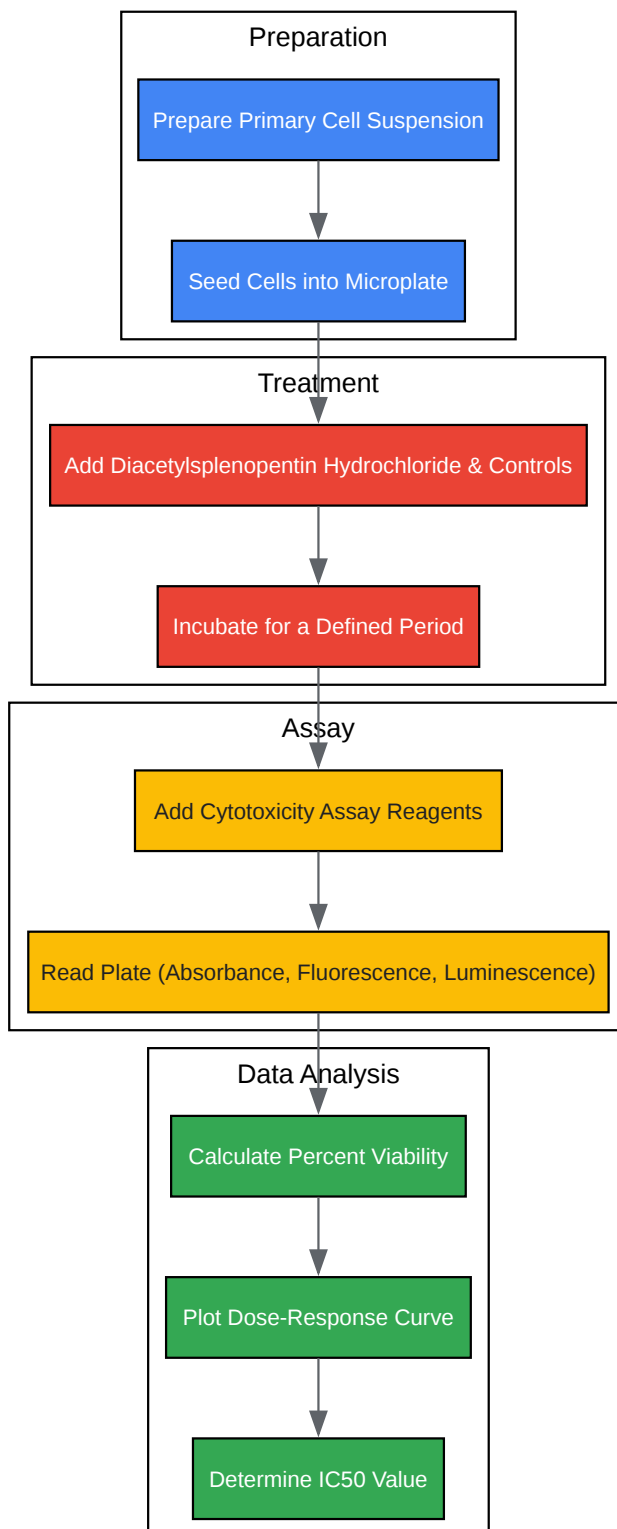 Preparation
Prepare Primary Cell Suspension
Seed Cells into Microplate
Treatment
Add Diacetylsplenopentin Hydrochloride & Controls
Incubate for a Defined Period
Assay
Add Cytotoxicity Assay Reagents
Read Plate (Absorbance, Fluorescence, Luminescence)
Data Analysis
Calculate Percent Viability
Plot Dose-Response Curve
Determine IC50 Value